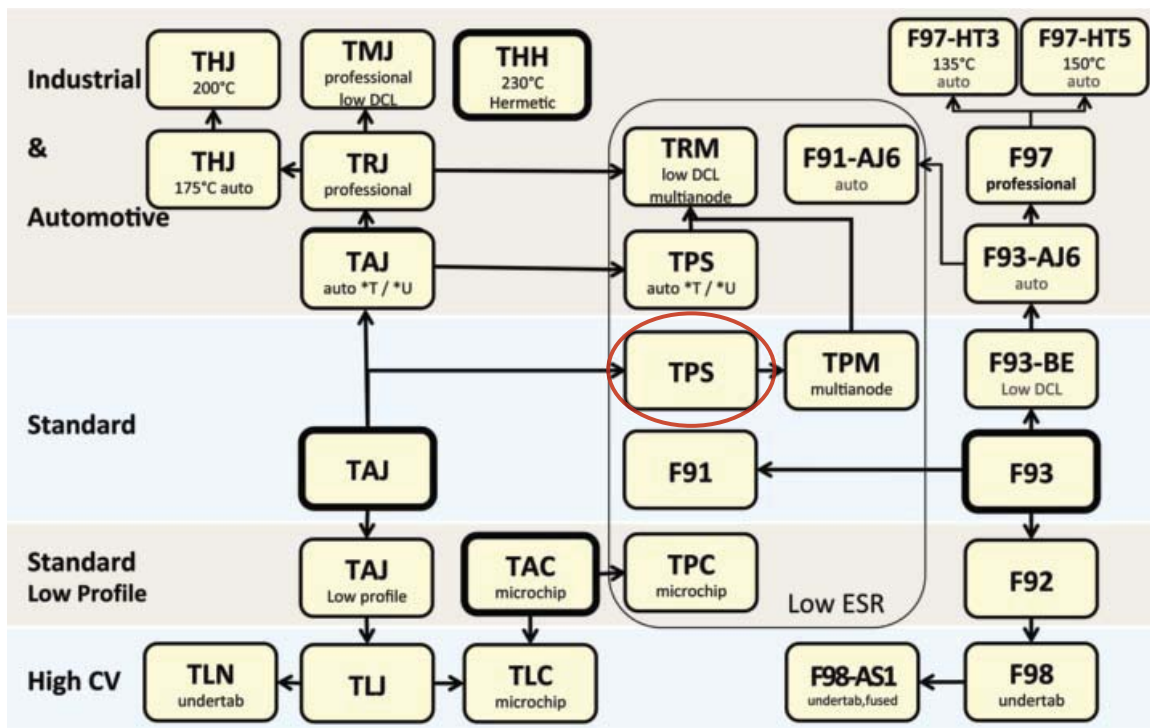 Industrial
&
Automotive
THJ
200°C
TMJ
professional
low DCL
THH
230°C
Hermetic
F97-HT3
135°C
auto
F97-HT5
150°C
auto
THJ
175°C auto
TRJ
professional
TRM
low DCL
multianode
F91-AJ6
auto
F97
professional
TAJ
auto *T / *U
TPS
auto *T / *U
F93-AJ6
auto
Standard
TPS
TPM
multianode
F93-BE
Low DCL
TAJ
F91
F93
Standard
Low Profile
TAJ
Low profile
TAC
microchip
TPC
microchip
Low ESR
F92
High CV
TLN
undertab
TLJ
TLC
microchip
F98-AS1
undertab,fused
F98
undertab